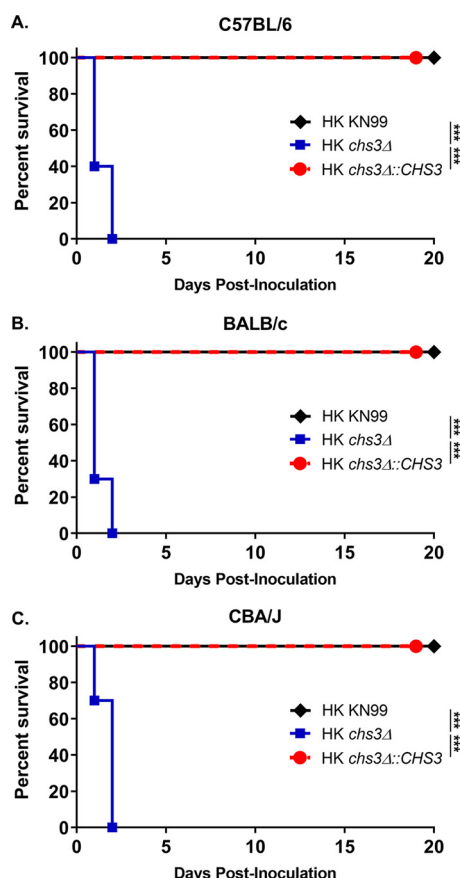 A.
C57BL/6
100
80
60
40
20
0
Percent survival
HK KN99
HK chs3Δ
HK chs3Δ::CHS3
*** ***
0 5 10 15 20
Days Post-Inoculation
B.
BALB/c
100
80
60
40
20
0
Percent survival
HK KN99
HK chs3Δ
HK chs3Δ::CHS3
*** ***
0 5 10 15 20
Days Post-Inoculation
C.
CBA/J
100
80
60
40
20
0
Percent survival
HK KN99
HK chs3Δ
HK chs3Δ::CHS3
*** ***
0 5 10 15 20
Days Post-Inoculation